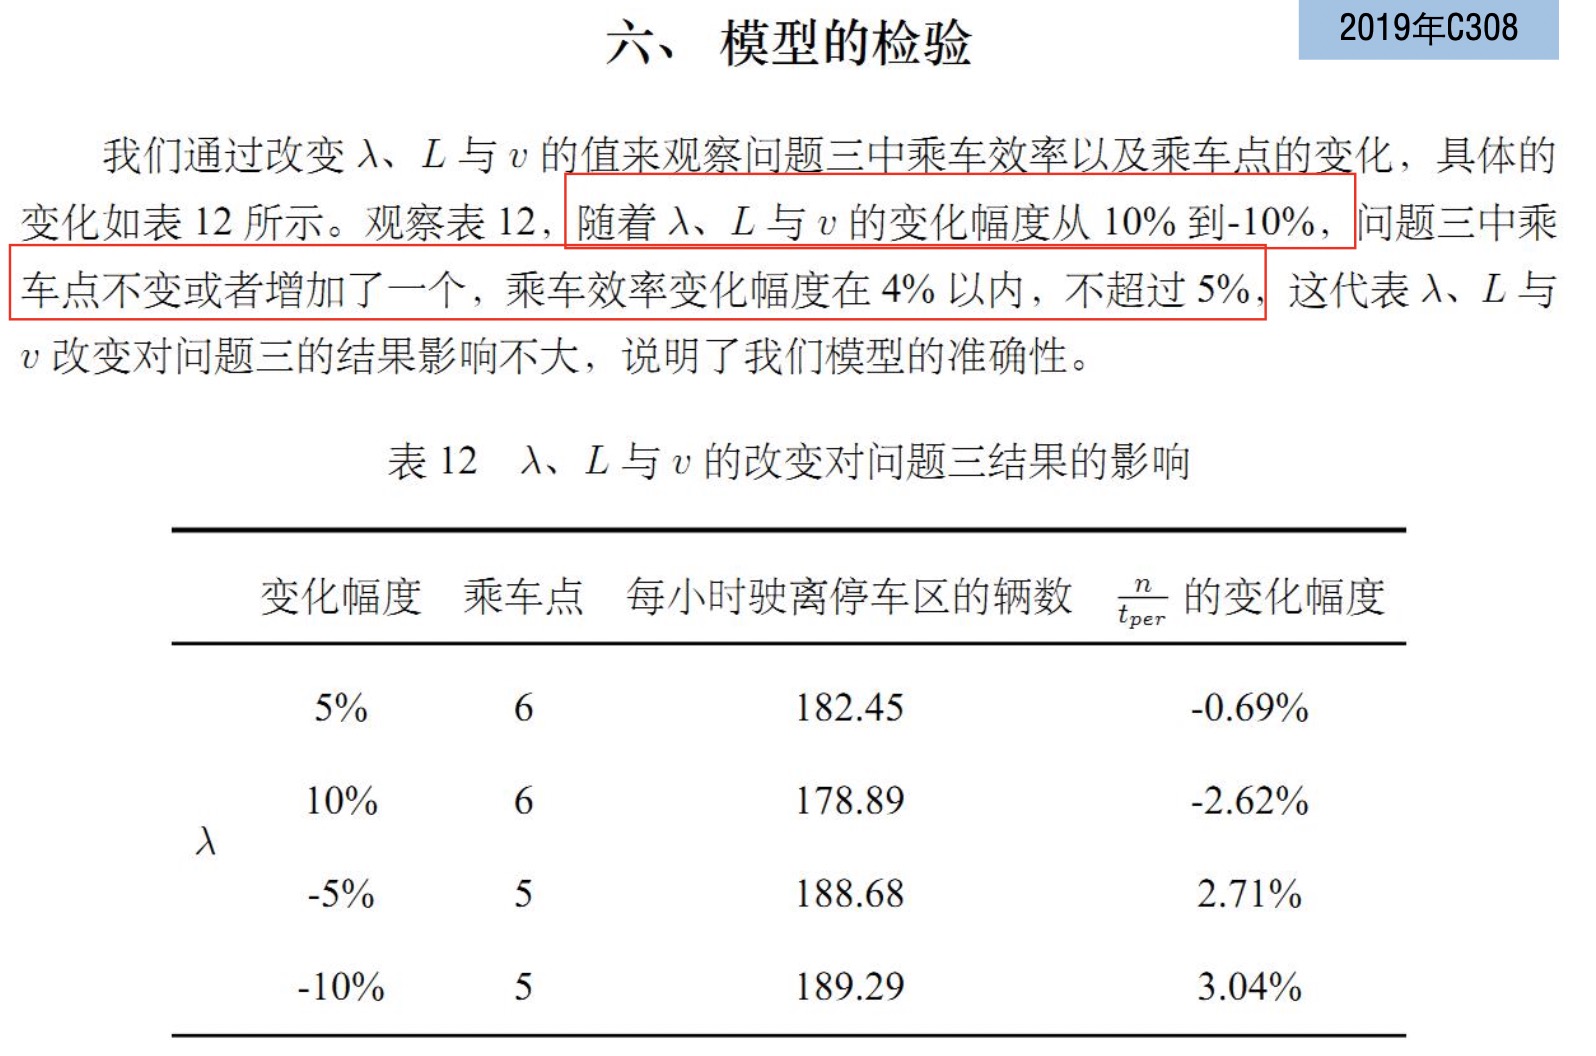 六、 模型的检验
2019年C308
我们通过改变 λ、L 与 v 的值来观察问题三中乘车效率以及乘车点的变化，具体的
变化如表 12 所示。观察表 12，随着 λ、L 与 v 的变化幅度从 10% 到-10%，问题三中乘
车点不变或者增加了一个，乘车效率变化幅度在 4% 以内，不超过 5%，这代表 λ、L 与
v 改变对问题三的结果影响不大，说明了我们模型的准确性。
表 12 λ、L 与 v 的改变对问题三结果的影响
变化幅度 乘车点 每小时驶离停车区的辆数 n/t_per 的变化幅度
5% 6 182.45 -0.69%
10% 6 178.89 -2.62%
λ
-5% 5 188.68 2.71%
-10% 5 189.29 3.04%